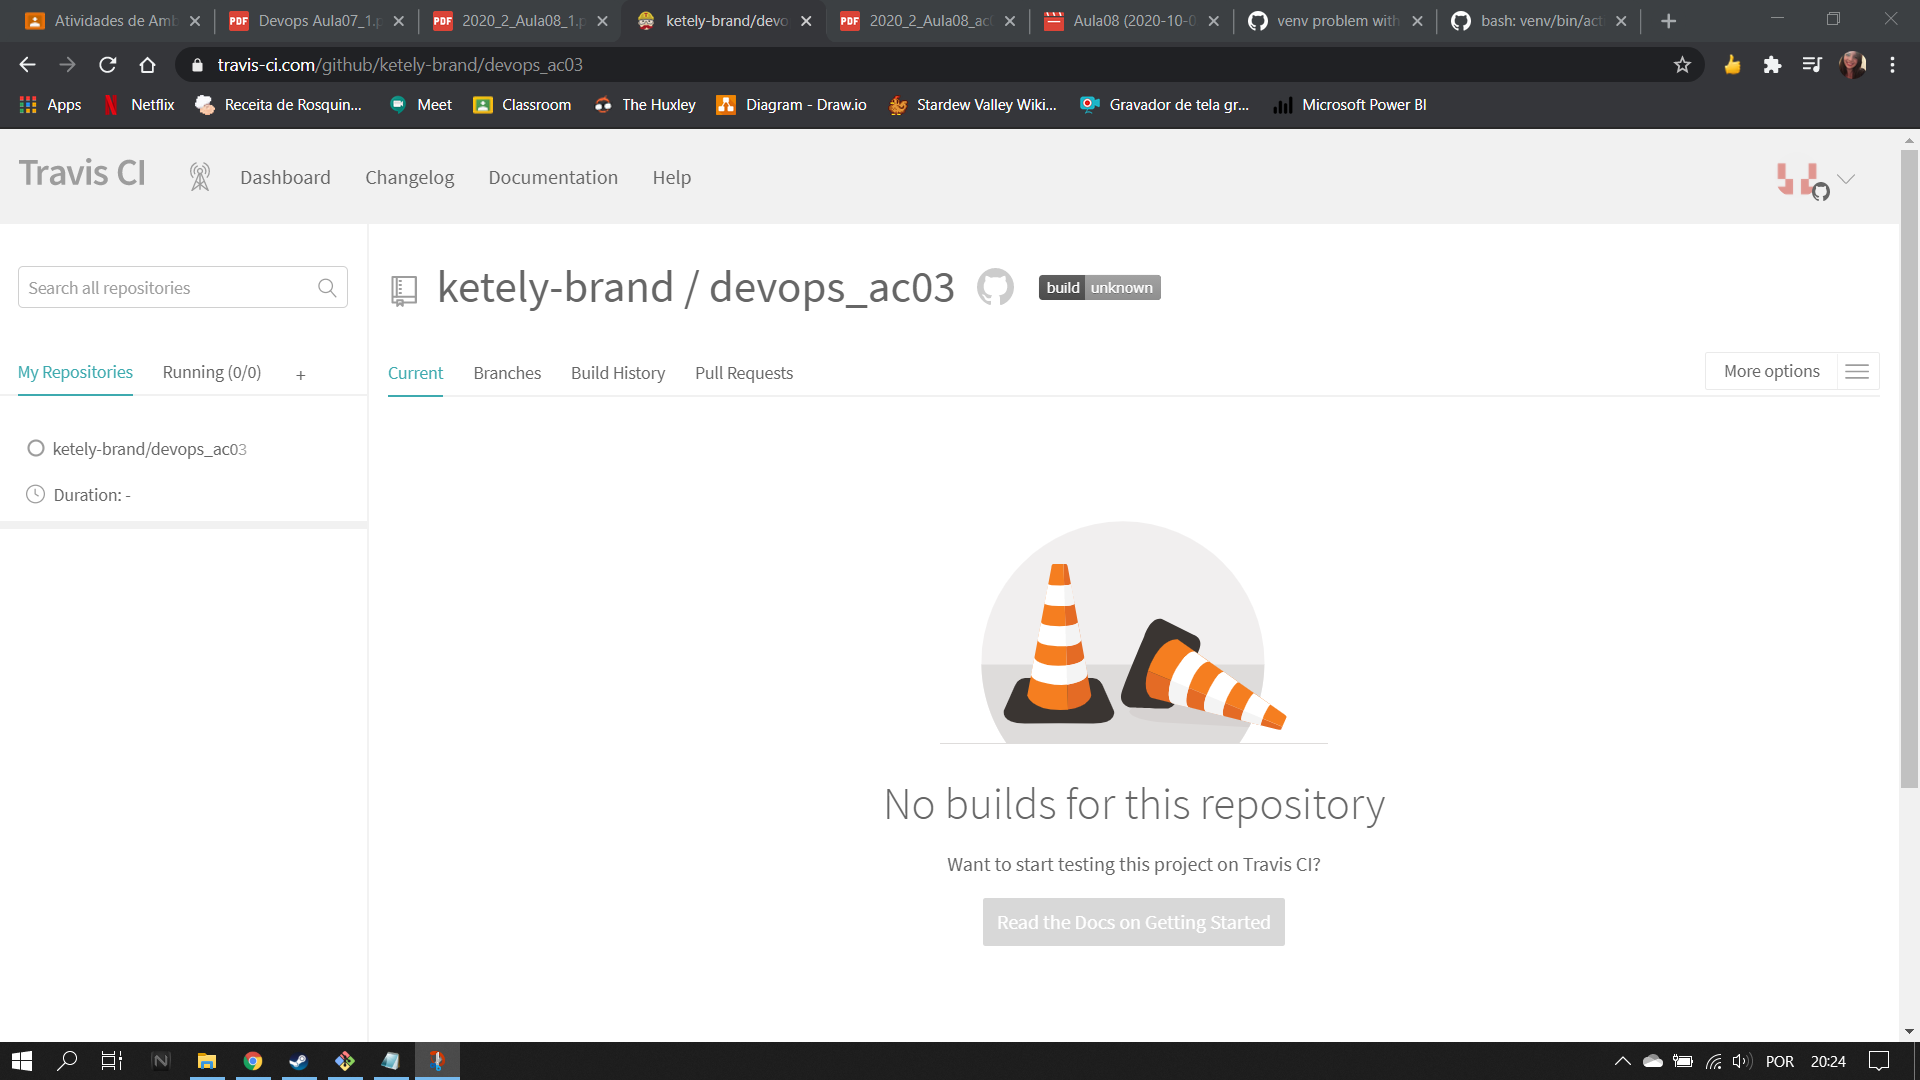 Atividades de Amb
Devops Aula07_1.p
2020_2_Aula08_1.p
ketely-brand/devo
2020_2_Aula08_ac0
Aula08 (2020-10-0
venv problem with
bash: venv/bin/act
travis-ci.com/github/ketely-brand/devops_ac03
Apps
Netflix
Receita de Rosquin...
Meet
Classroom
The Huxley
Diagram - Draw.io
Stardew Valley Wiki...
Gravador de tela gr...
Microsoft Power BI
Travis CI
Dashboard
Changelog
Documentation
Help
Search all repositories
ketely-brand / devops_ac03
build unknown
My Repositories
Running (0/0)
+
Current
Branches
Build History
Pull Requests
More options
ketely-brand/devops_ac03
Duration: -
No builds for this repository
Want to start testing this project on Travis CI?
Read the Docs on Getting Started
POR
20:24